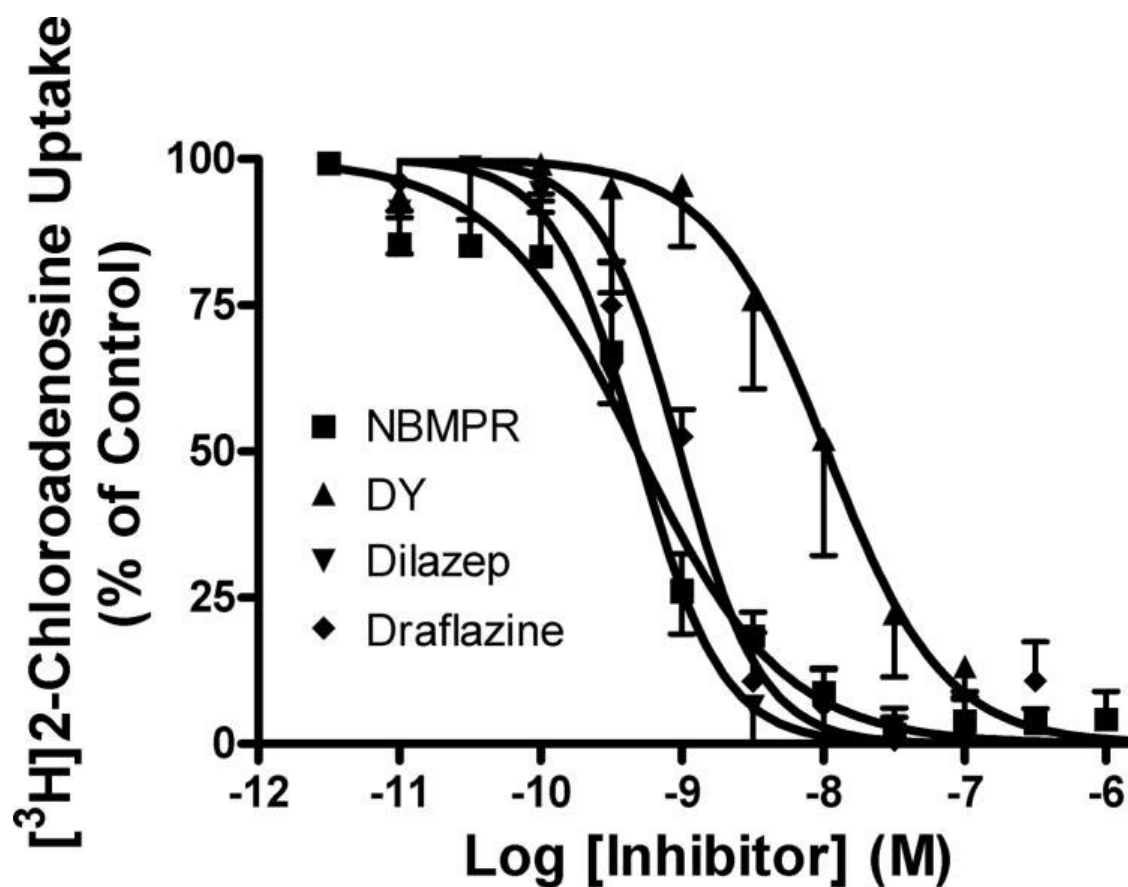 [³H]2-Chloroadenosine Uptake
(% of Control)
100
75
50
25
0
NBMPR
DY
Dilazep
Draflazine
-12 -11 -10 -9 -8 -7 -6
Log [Inhibitor] (M)